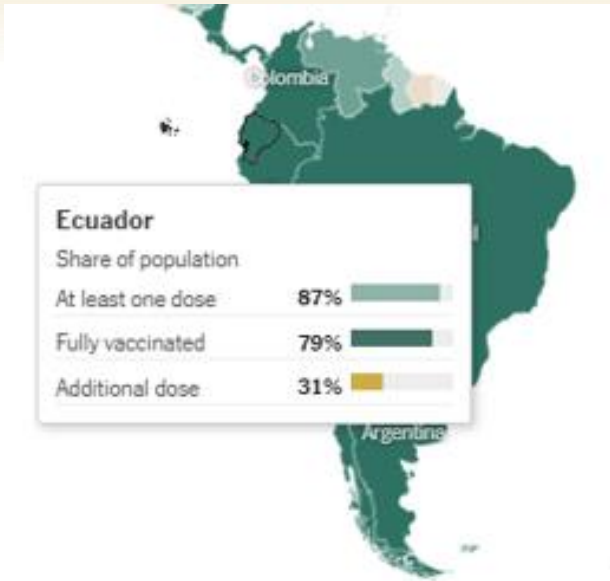 Colombia
Ecuador
Share of population
At least one dose 87%
Fully vaccinated 79%
Additional dose 31%
Argentina